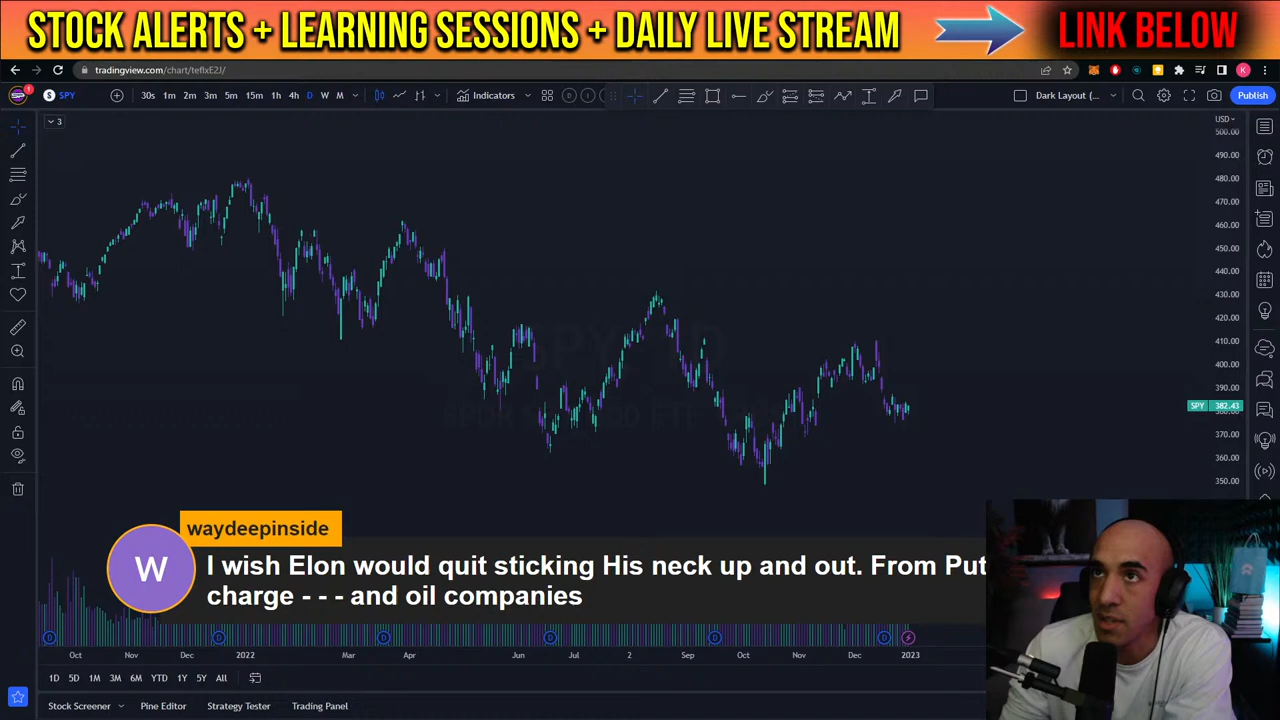 STOCK ALERTS + LEARNING SESSIONS + DAILY LIVE STREAM LINK BELOW
tradingview.com/chart/teflxE2J/
K
1
S SPY 30s 1m 2m 3m 5m 15m 1h 4h D W M Indicators Dark Layout (... Publish
3
USD
500.00
490.00
480.00
470.00
460.00
450.00
440.00
430.00
420.00
410.00
400.00
390.00
SPY 382.43
370.00
360.00
350.00
waydeepinside
W
I wish Elon would quit sticking His neck up and out. From Put
charge - - - and oil companies
D D D D D D
Oct Nov Dec 2022 Mar Apr Jun Jul 2 Sep Oct Nov Dec 2023
1D 5D 1M 3M 6M YTD 1Y 5Y All
Stock Screener Pine Editor Strategy Tester Trading Panel